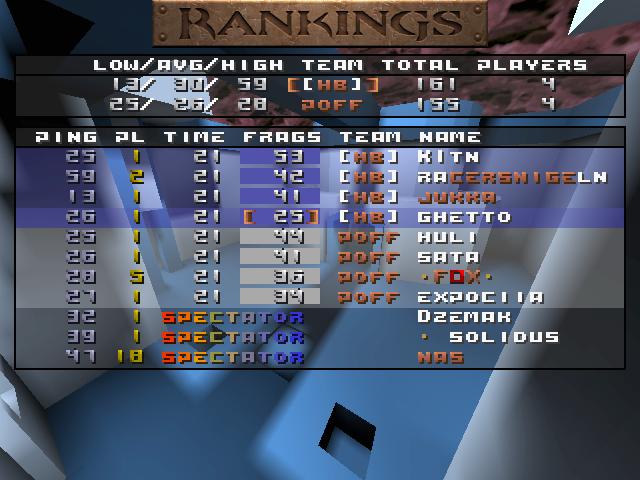 RANKINGS
LOW/AVG/HIGH TEAM TOTAL PLAYERS
13/ 30/ 59 [[HB]] 161 4
25/ 26/ 28 POFF 155 4
PING PL TIME FRAGS TEAM NAME
25 1 21 53 [HB] KITN
59 2 21 42 [HB] RACERSNIGELN
13 1 21 41 [HB] JUKKA
26 1 21 [ 25] [HB] GHETTO
25 1 21 44 POFF HULI
26 1 21 41 POFF SATA
28 5 21 36 POFF ·FOX·
27 1 21 34 POFF EXPOCIIA
32 1 SPECTATOR DZEMAK
39 1 SPECTATOR · SOLIDUS
47 18 SPECTATOR NAS